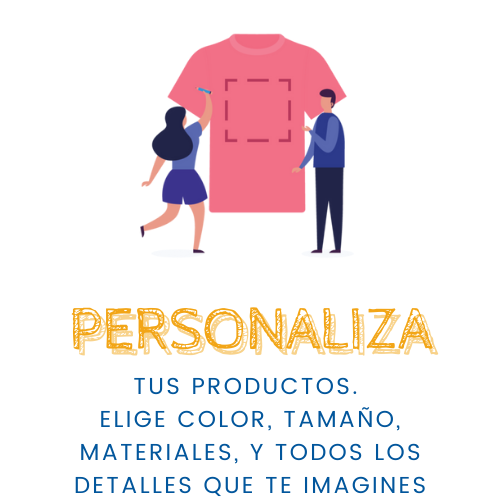 PERSONALIZA
TUS PRODUCTOS.
ELIGE COLOR, TAMAÑO,
MATERIALES, Y TODOS LOS
DETALLES QUE TE IMAGINES